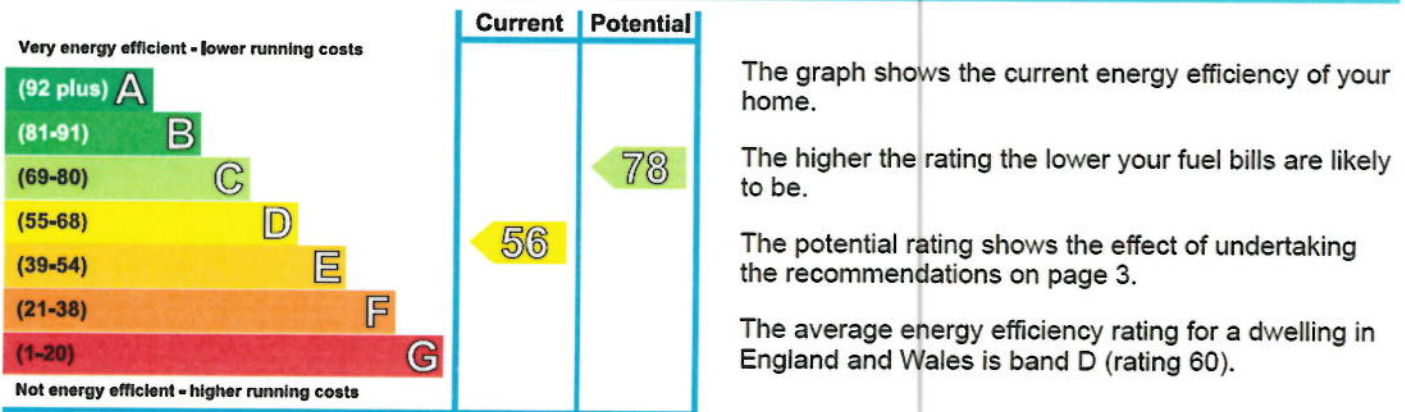 Current Potential
Very energy efficient - lower running costs
(92 plus) A
(81-91) B
(69-80) C
(55-68) D
(39-54) E
(21-38) F
(1-20) G
Not energy efficient - higher running costs
78
56
The graph shows the current energy efficiency of your
home.
The higher the rating the lower your fuel bills are likely
to be.
The potential rating shows the effect of undertaking
the recommendations on page 3.
The average energy efficiency rating for a dwelling in
England and Wales is band D (rating 60).